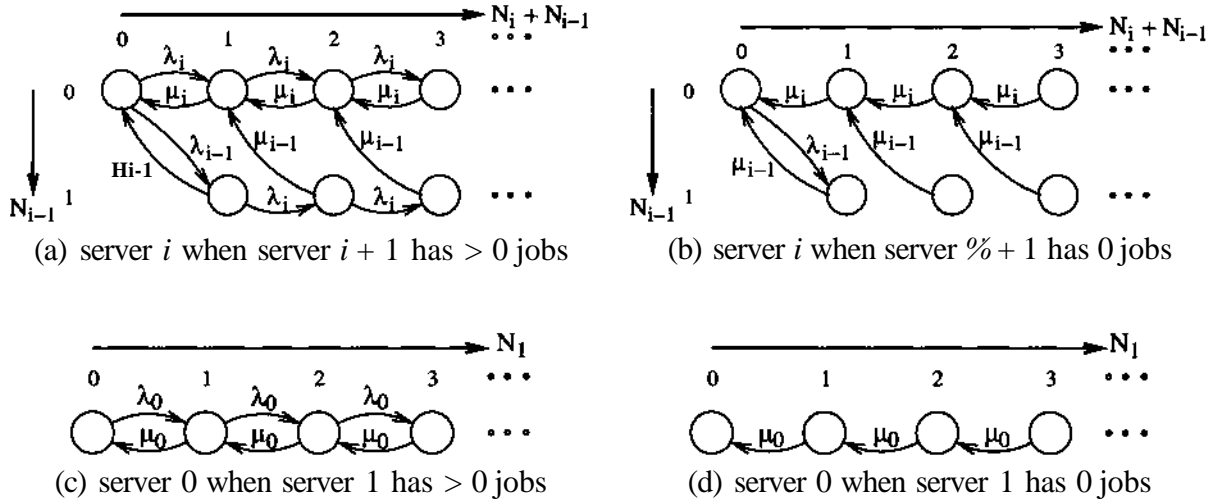 N_i + N_{i-1}
0 1 2 3
λ_i λ_i λ_i
0
μ_i μ_i μ_i
λ_{i-1} μ_{i-1} μ_{i-1}
Hi-1
N_{i-1} 1
λ_i λ_i
(a) server i when server i + 1 has > 0 jobs
N_i + N_{i-1}
0 1 2 3
0
μ_i μ_i μ_i
λ_{i-1} μ_{i-1} μ_{i-1}
μ_{i-1}
N_{i-1} 1
(b) server i when server % + 1 has 0 jobs
N_1
0 1 2 3
λ_0 λ_0 λ_0
μ_0 μ_0 μ_0
(c) server 0 when server 1 has > 0 jobs
N_1
0 1 2 3
μ_0 μ_0 μ_0
(d) server 0 when server 1 has 0 jobs